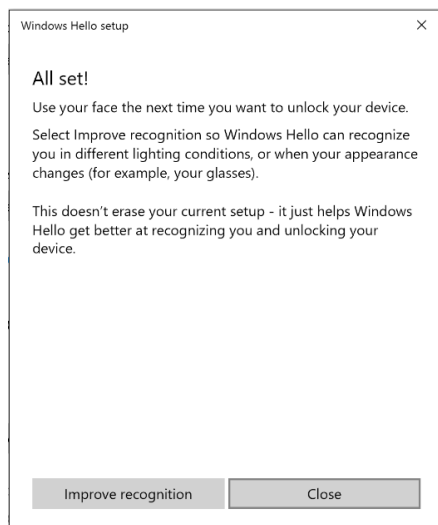 Windows Hello setup
All set!
Use your face the next time you want to unlock your device.
Select Improve recognition so Windows Hello can recognize
you in different lighting conditions, or when your appearance
changes (for example, your glasses).
This doesn't erase your current setup - it just helps Windows
Hello get better at recognizing you and unlocking your
device.
Improve recognition
Close